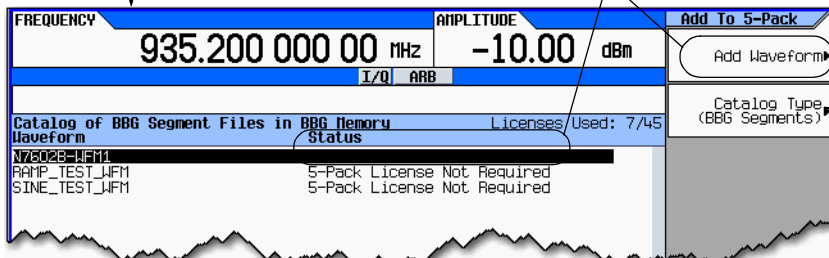 FREQUENCY
AMPLITUDE
Add To 5-Pack
935.200 000 00 MHz
-10.00 dBm
Add Waveform
I/Q ARB
Catalog Type
(BBG Segments)
Catalog of BBG Segment Files in BBG Memory
Licenses Used: 7/45
Waveform Status
N7602B-WFM1
RAMP_TEST_WFM 5-Pack License Not Required
SINE_TEST_WFM 5-Pack License Not Required